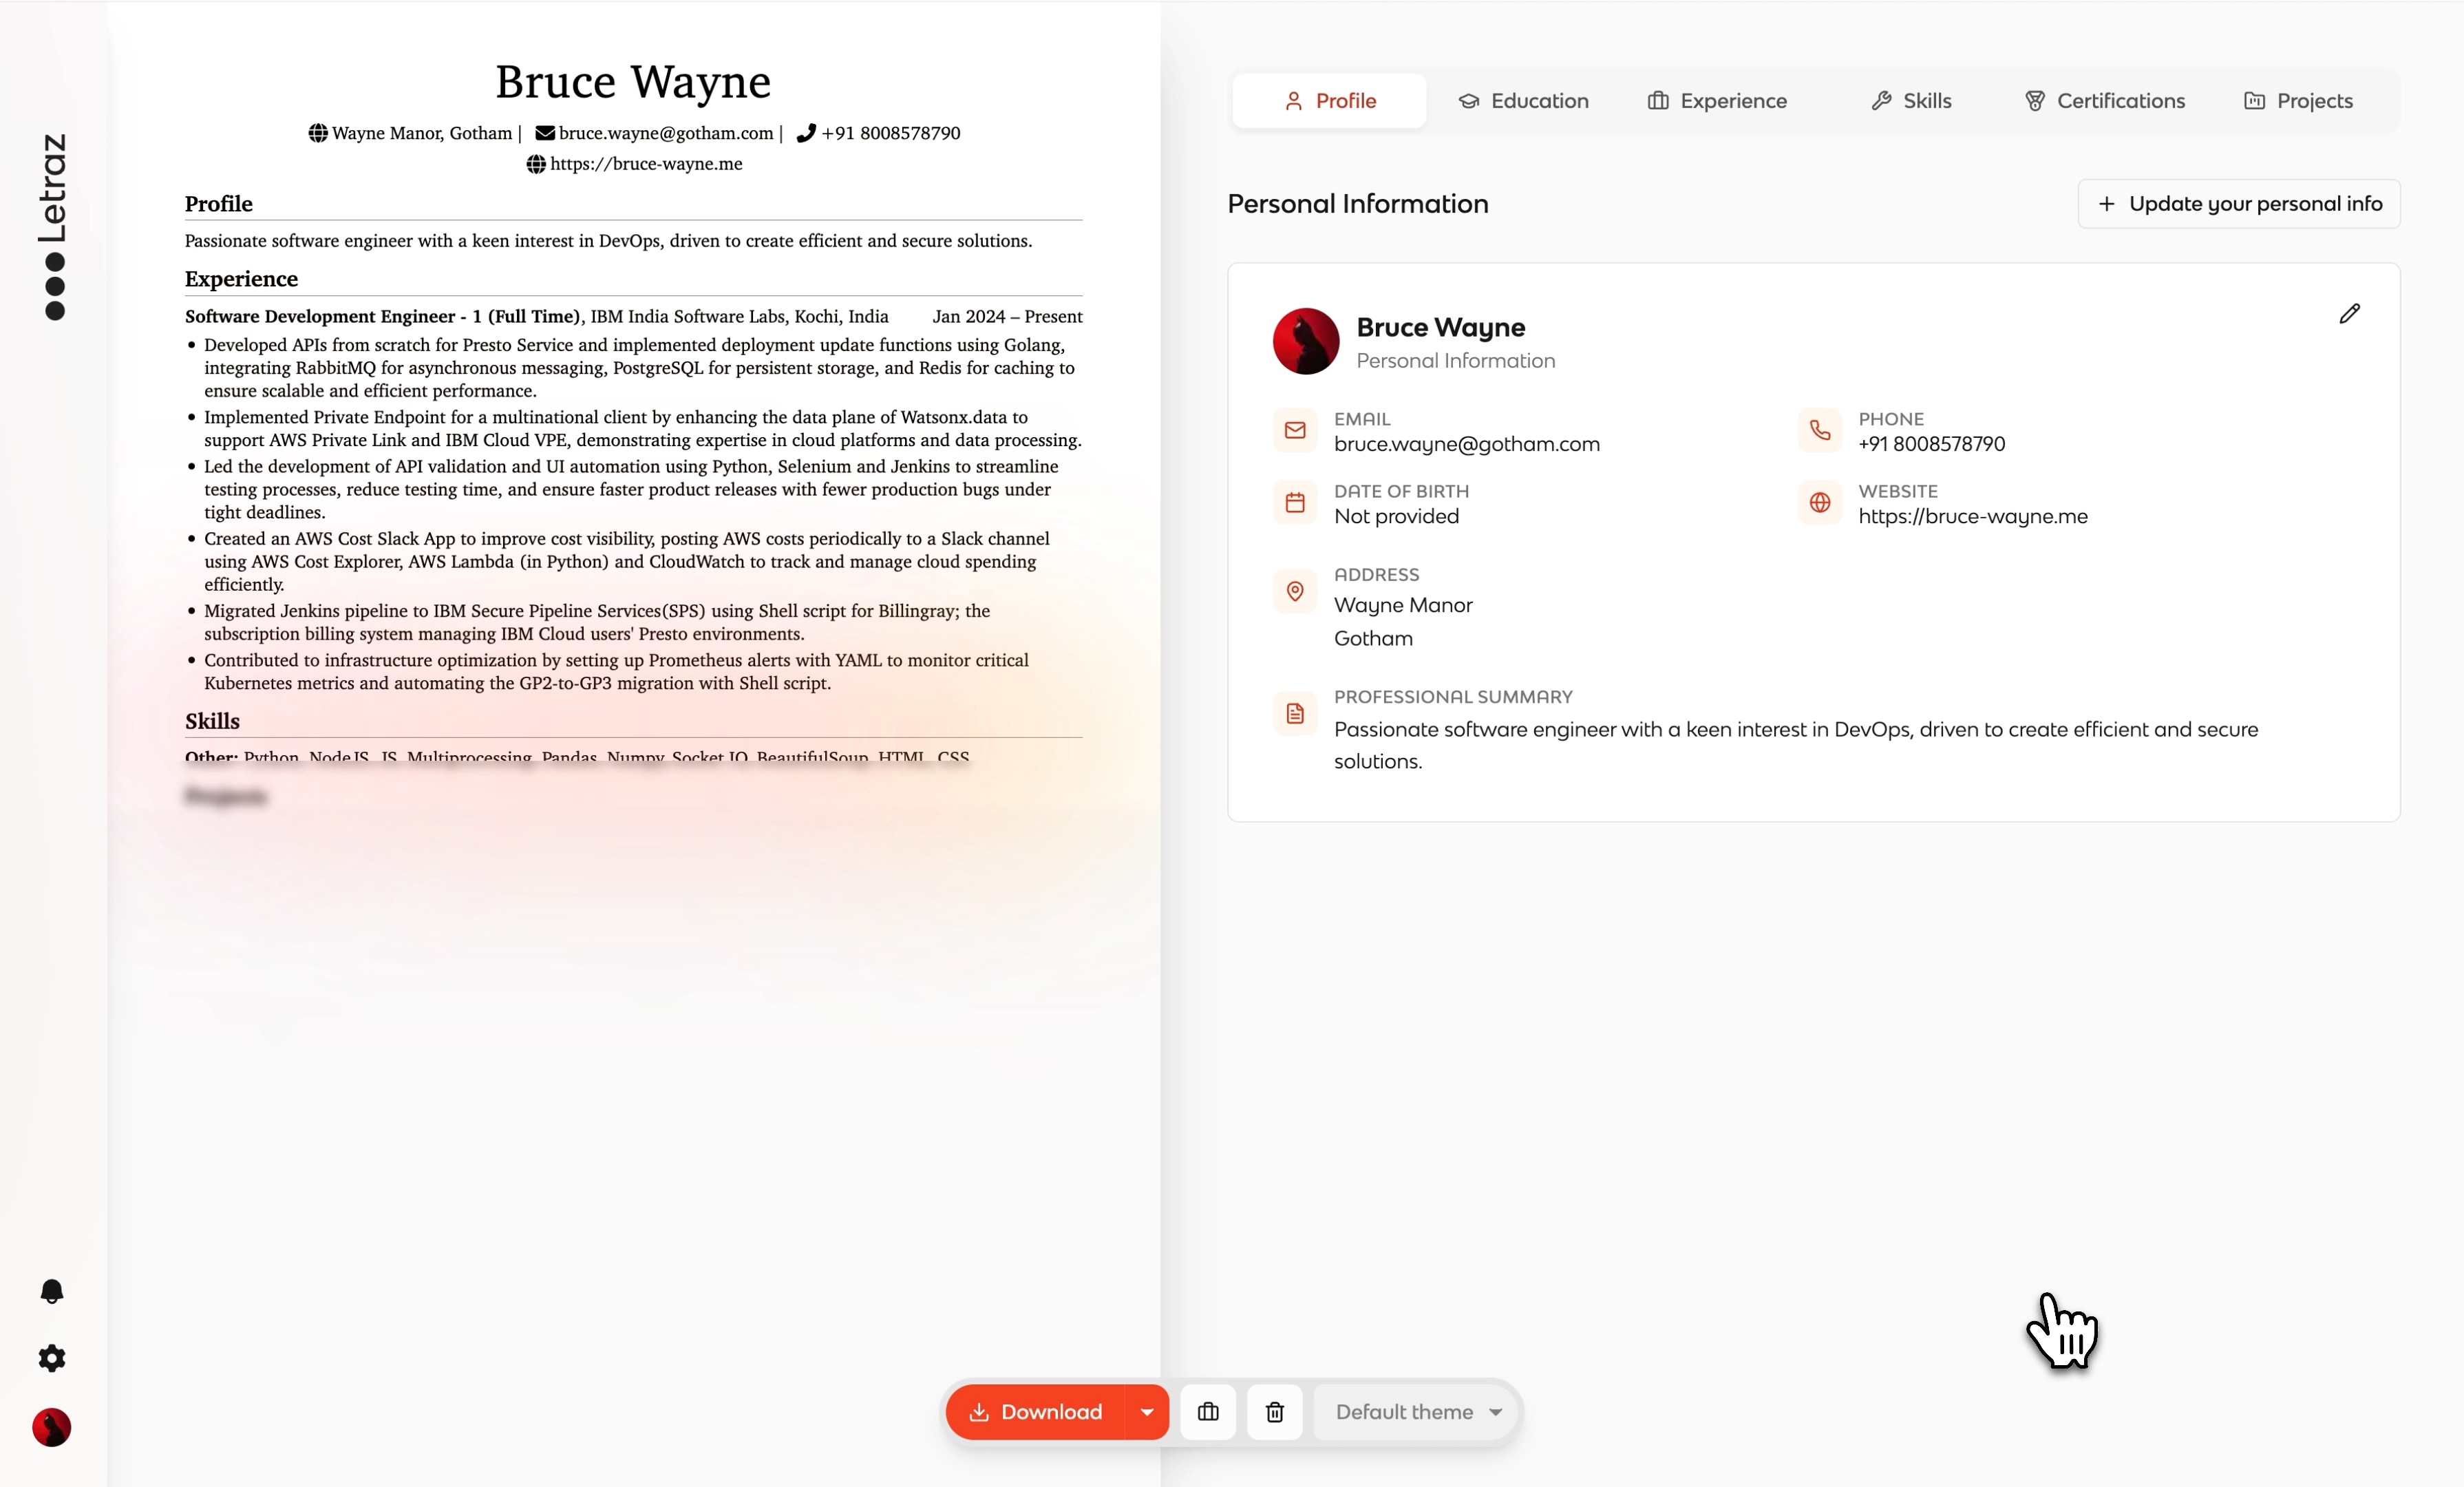 Letraz
Bruce Wayne
Wayne Manor, Gotham | bruce.wayne@gotham.com | +91 8008578790
https://bruce-wayne.me
Profile
Passionate software engineer with a keen interest in DevOps, driven to create efficient and secure solutions.
Experience
Software Development Engineer - 1 (Full Time), IBM India Software Labs, Kochi, India Jan 2024 – Present
• Developed APIs from scratch for Presto Service and implemented deployment update functions using Golang,
integrating RabbitMQ for asynchronous messaging, PostgreSQL for persistent storage, and Redis for caching to
ensure scalable and efficient performance.
• Implemented Private Endpoint for a multinational client by enhancing the data plane of Watsonx.data to
support AWS Private Link and IBM Cloud VPE, demonstrating expertise in cloud platforms and data processing.
• Led the development of API validation and UI automation using Python, Selenium and Jenkins to streamline
testing processes, reduce testing time, and ensure faster product releases with fewer production bugs under
tight deadlines.
• Created an AWS Cost Slack App to improve cost visibility, posting AWS costs periodically to a Slack channel
using AWS Cost Explorer, AWS Lambda (in Python) and CloudWatch to track and manage cloud spending
efficiently.
• Migrated Jenkins pipeline to IBM Secure Pipeline Services(SPS) using Shell script for Billingray; the
subscription billing system managing IBM Cloud users' Presto environments.
• Contributed to infrastructure optimization by setting up Prometheus alerts with YAML to monitor critical
Kubernetes metrics and automating the GP2-to-GP3 migration with Shell script.
Skills
Other: Python, NodeJS, JS, Multiprocessing, Pandas, Numpy, Socket.IO, BeautifulSoup, HTML, CSS
Projects
Profile Education Experience Skills Certifications Projects
Personal Information
+ Update your personal info
Bruce Wayne
Personal Information
EMAIL
bruce.wayne@gotham.com
PHONE
+91 8008578790
DATE OF BIRTH
Not provided
WEBSITE
https://bruce-wayne.me
ADDRESS
Wayne Manor
Gotham
PROFESSIONAL SUMMARY
Passionate software engineer with a keen interest in DevOps, driven to create efficient and secure
solutions.
Download
Default theme